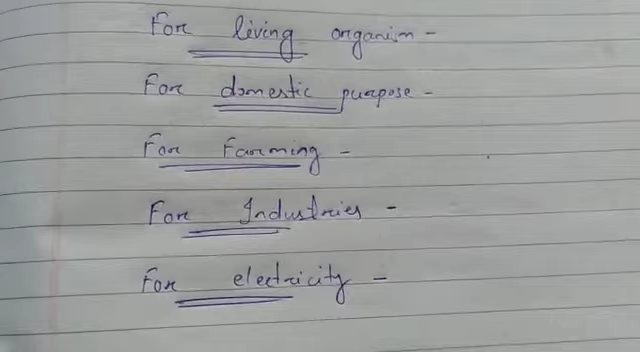 For living organism -
For domestic purpose -
For Farming -
For Industries -
For electricity -